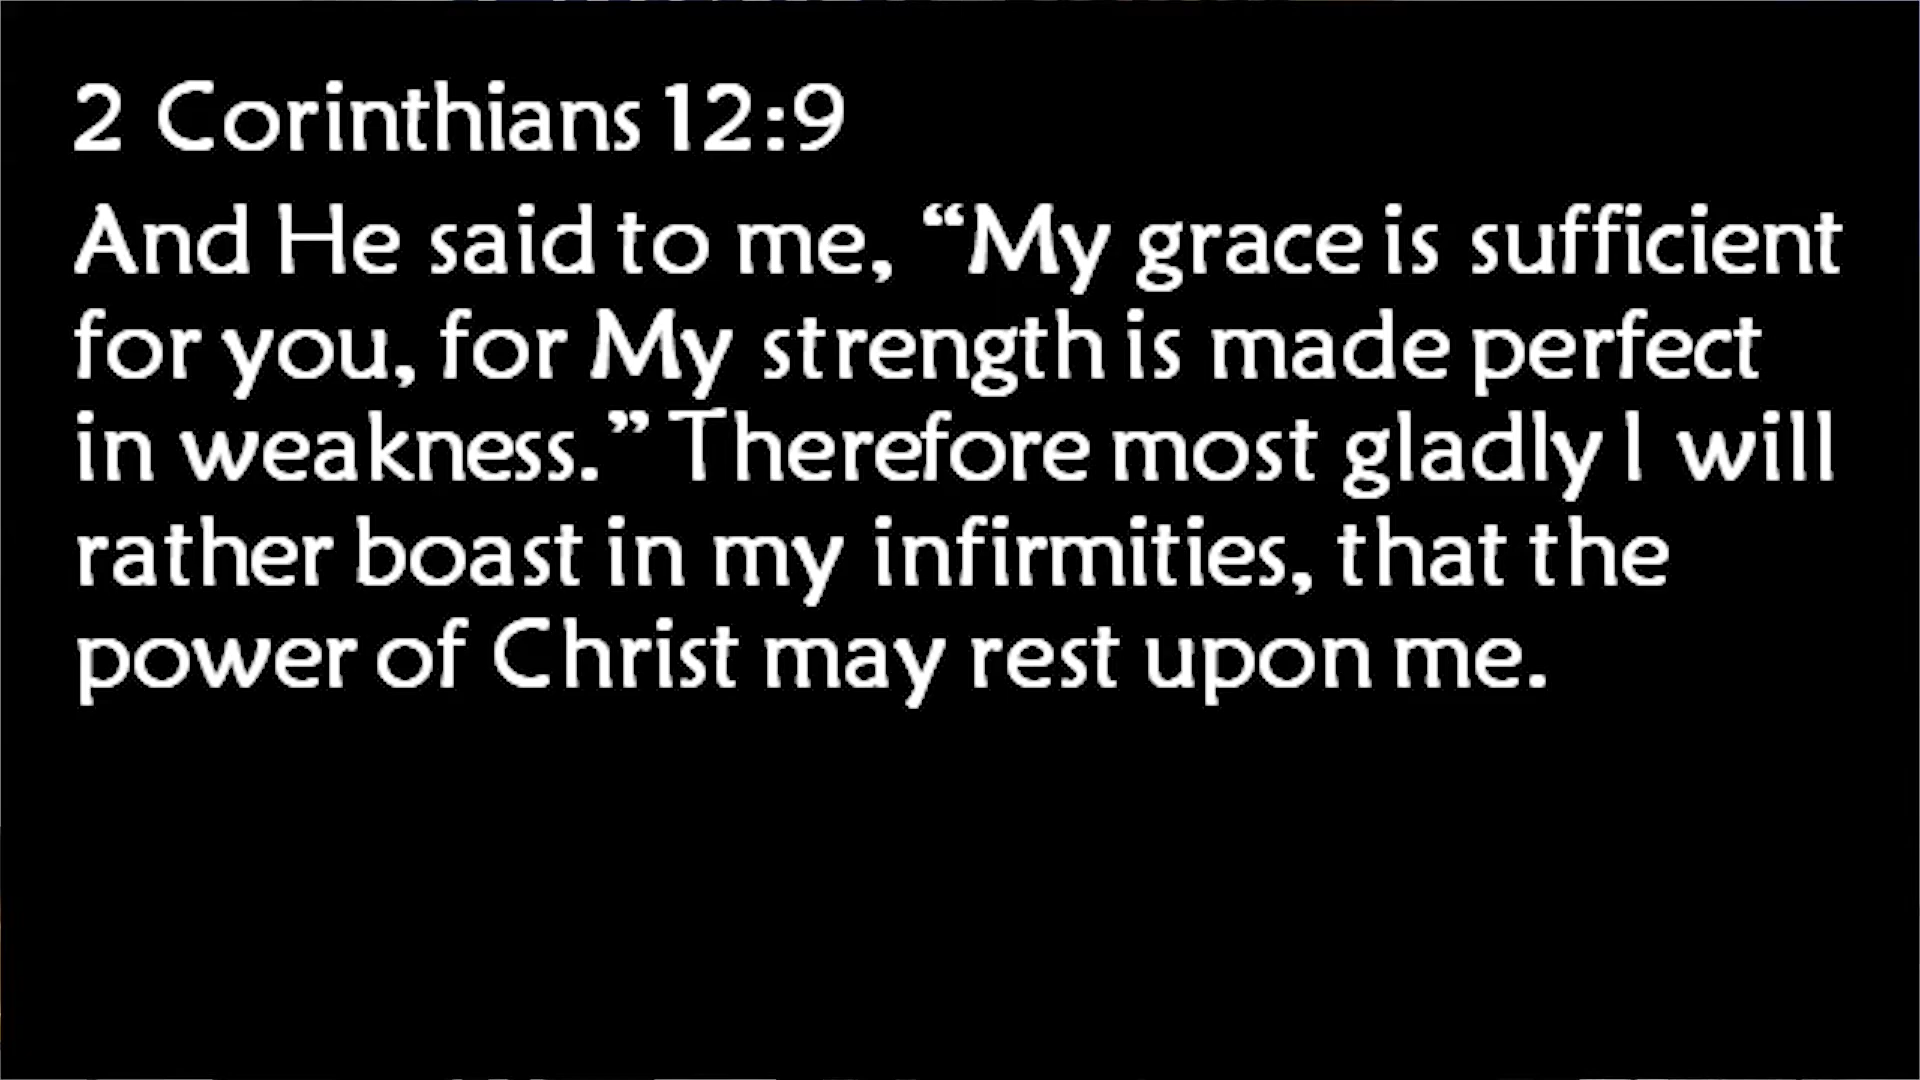 2 Corinthians 12:9
And He said to me, “My grace is sufficient
for you, for My strength is made perfect
in weakness.” Therefore most gladly I will
rather boast in my infirmities, that the
power of Christ may rest upon me.